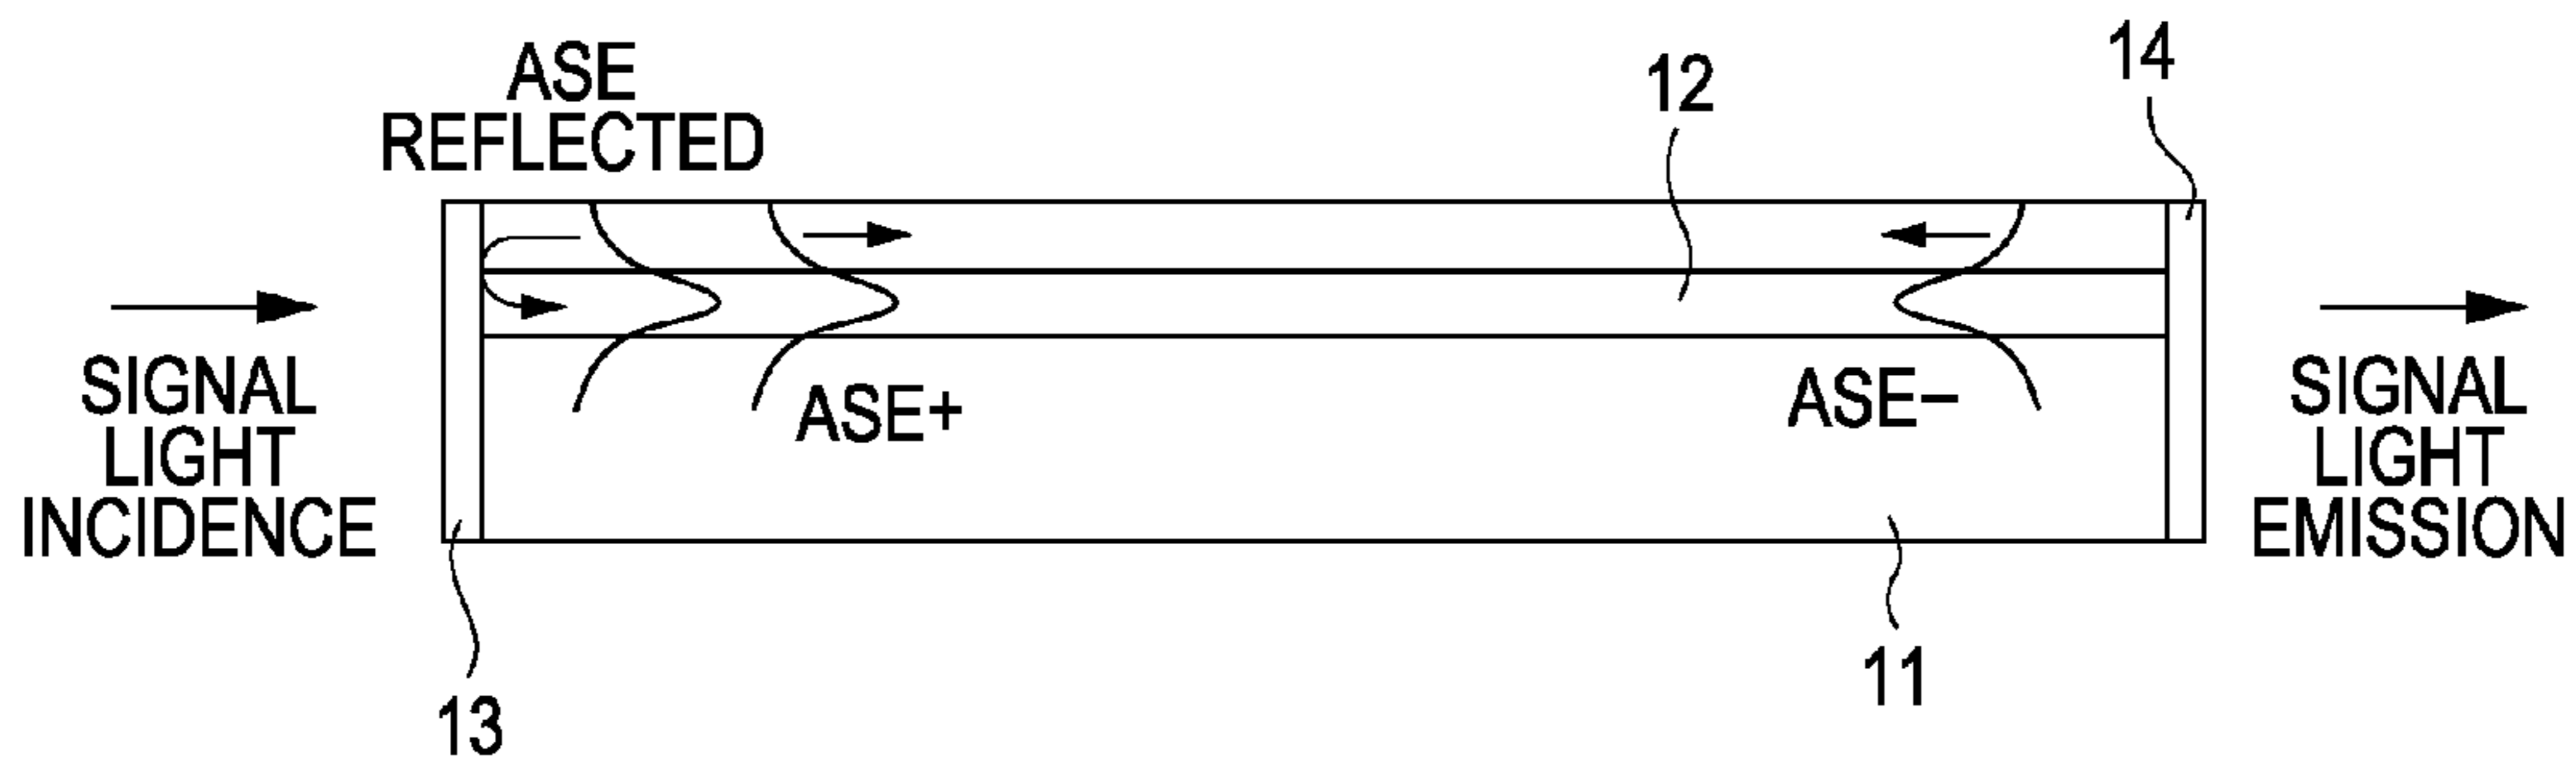 ASE
REFLECTED
12
14
SIGNAL
LIGHT
INCIDENCE
ASE+
ASE−
SIGNAL
LIGHT
EMISSION
13
11